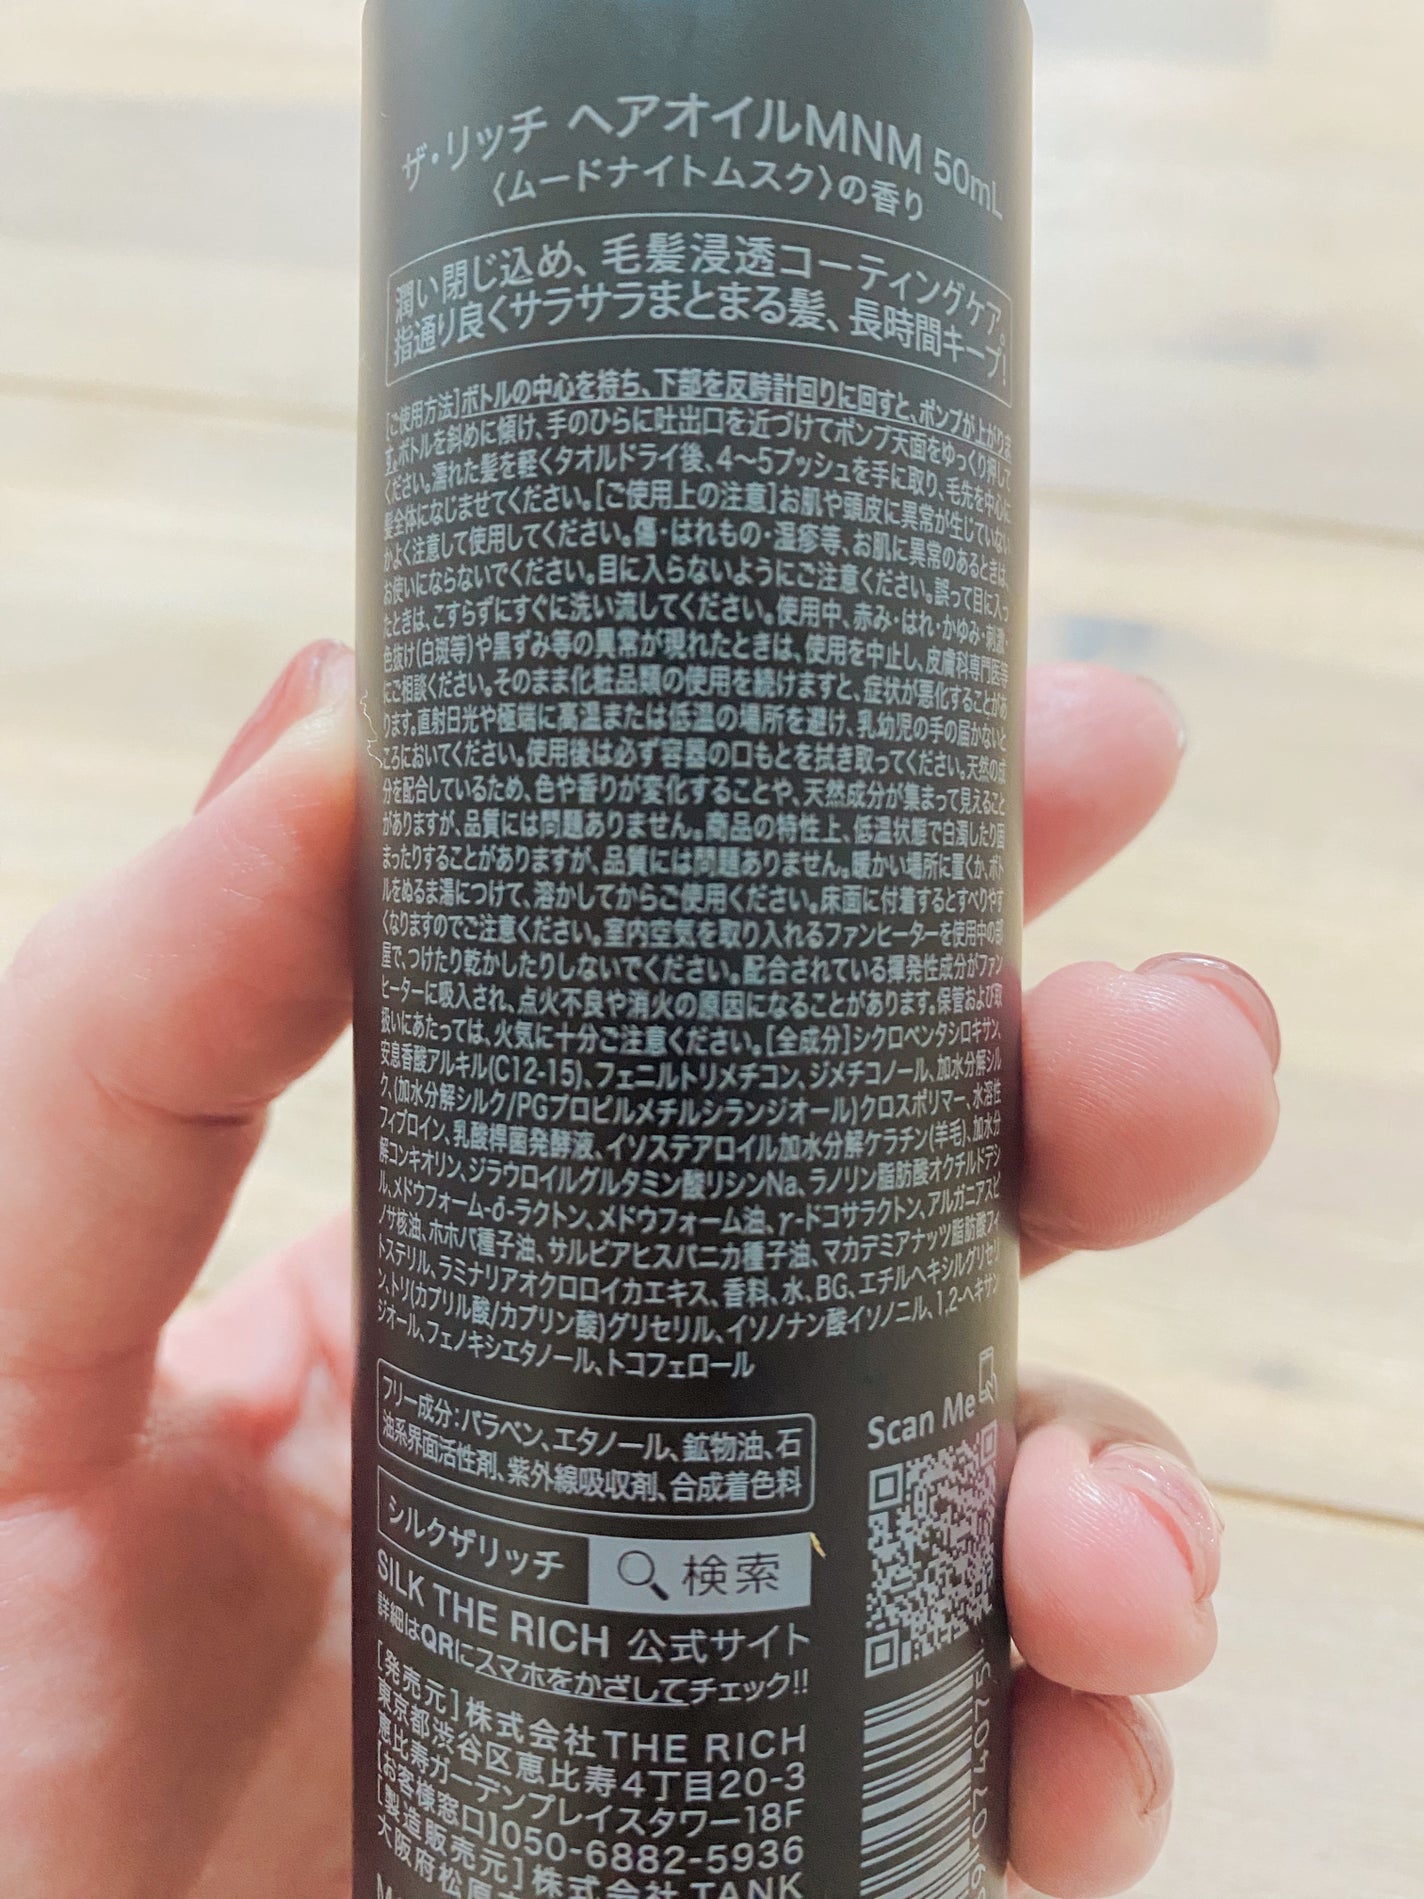 ザ・リッチ ヘアオイルMNM 50mL
〈ムードナイトムスク〉の香り
潤い閉じ込め、毛髪浸透コーティングケア。
指通り良くサラサラまとまる髪、長時間キープ!
[ご使用方法]ボトルの中心を持ち、下部を反時計回りに回すと、ポンプが上がりま
す。ボトルを斜めに傾け、手のひらに吐出口を近づけてポンプ天面をゆっくり押して
ください。濡れた髪を軽くタオルドライ後、4〜5プッシュを手に取り、毛先を中心に
髪全体になじませてください。[ご使用上の注意]お肌や頭皮に異常が生じていない
かよく注意して使用してください。傷・はれもの・湿疹等、お肌に異常のあるときは、
お使いにならないでください。目に入らないようにご注意ください。誤って目に入っ
たときは、こすらずにすぐに洗い流してください。使用中、赤み・はれ・かゆみ・刺激・
色抜け(白斑等)や黒ずみ等の異常が現れたときは、使用を中止し、皮膚科専門医等
にご相談ください。そのまま化粧品類の使用を続けますと、症状が悪化することがあ
ります。直射日光や極端に高温または低温の場所を避け、乳幼児の手の届かないと
ころにおいてください。使用後は必ず容器の口もとを拭き取ってください。天然の成
分を配合しているため、色や香りが変化することや、天然成分が集まって見えること
がありますが、品質には問題ありません。商品の特性上、低温状態で白濁したり固
まったりすることがありますが、品質には問題ありません。暖かい場所に置くか、ボト
ルをぬるま湯につけて、溶かしてからご使用ください。床面に付着するとすべりやす
くなりますのでご注意ください。室内空気を取り入れるファンヒーターを使用中の部
屋で、つけたり乾かしたりしないでください。配合されている揮発性成分がファン
ヒーターに吸入され、点火不良や消火の原因になることがあります。保管および取
扱いにあたっては、火気に十分ご注意ください。[全成分]シクロペンタシロキサン、
安息香酸アルキル(C12-15)、フェニルトリメチコン、ジメチコノール、加水分解シル
ク、(加水分解シルク/PGプロピルメチルシランジオール)クロスポリマー、水溶性
フィブロイン、乳酸桿菌発酵液、イソステアロイル加水分解ケラチン(羊毛)、加水分
解コンキオリン、ジラウロイルグルタミン酸リシンNa、ラノリン脂肪酸オクチルドデシ
ル、メドウフォーム-δ-ラクトン、メドウフォーム油、γ-ドコサラクトン、アルガニアスピ
ノサ核油、ホホバ種子油、サルビアヒスパニカ種子油、マカデミアナッツ脂肪酸フィ
トステリル、ラミナリアオクロロイカエキス、香料、水、BG、エチルヘキシルグリセリ
ン、トリ(カプリル酸/カプリン酸)グリセリル、イソノナン酸イソノニル、1,2-ヘキサン
ジオール、フェノキシエタノール、トコフェロール
フリー成分:パラベン、エタノール、鉱物油、石
油系界面活性剤、紫外線吸収剤、合成着色料
Scan Me
シルクザリッチ 検索
SILK THE RICH 公式サイト
詳細はQRにスマホをかざしてチェック!!
[発売元]株式会社THE RICH
東京都渋谷区恵比寿4丁目20-3
恵比寿ガーデンプレイスタワー18F
[お客様窓口]050-6882-5936
[製造販売元]株式会社TANK
大阪府松原